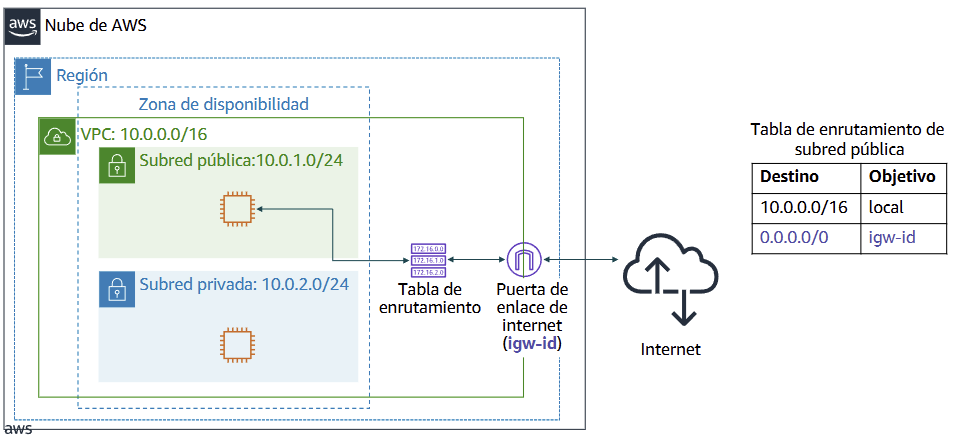 aws
Nube de AWS
Región
Zona de disponibilidad
VPC: 10.0.0.0/16
Subred pública:10.0.1.0/24
Subred privada: 10.0.2.0/24
172.16.0.0
172.16.1.0
172.16.2.0
Tabla de
enrutamiento
Puerta de
enlace de
internet
(igw-id)
Internet
Tabla de enrutamiento de
subred pública
Destino Objetivo
10.0.0.0/16 local
0.0.0.0/0 igw-id
aws